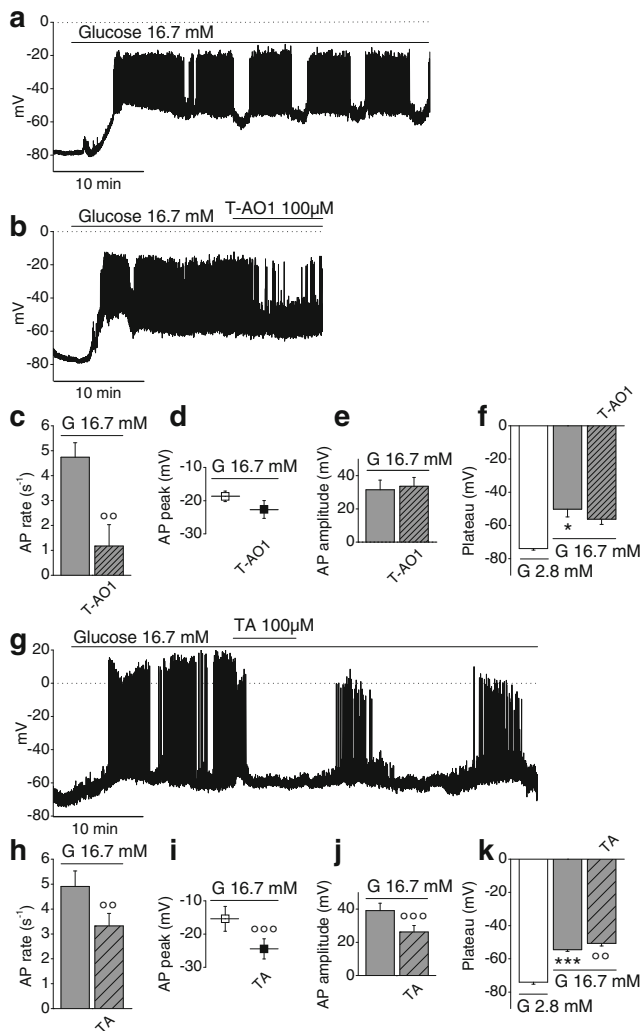 a
Glucose 16.7 mM
0
-20
-40
-60
-80
mV
10 min
b
Glucose 16.7 mM
T-AO1 100μM
0
-20
-40
-60
-80
mV
10 min
c
G 16.7 mM
AP rate (s⁻¹)
6
5
4
3
2
1
0
°°
T-AO1
d
G 16.7 mM
AP peak (mV)
-10
-20
-30
T-AO1
e
G 16.7 mM
AP amplitude (mV)
60
40
20
0
T-AO1
f
T-AO1
Plateau (mV)
0
-20
-40
-60
-80
*
G 16.7 mM
G 2.8 mM
g
Glucose 16.7 mM
TA 100μM
20
0
-20
-40
-60
-80
mV
10 min
h
G 16.7 mM
AP rate (s⁻¹)
6
5
4
3
2
1
0
°°
TA
i
G 16.7 mM
AP peak (mV)
-10
-20
-30
°°°
TA
j
G 16.7 mM
AP amplitude (mV)
60
40
20
0
°°°
TA
k
TA
Plateau (mV)
0
-20
-40
-60
-80
*** °°
G 16.7 mM
G 2.8 mM